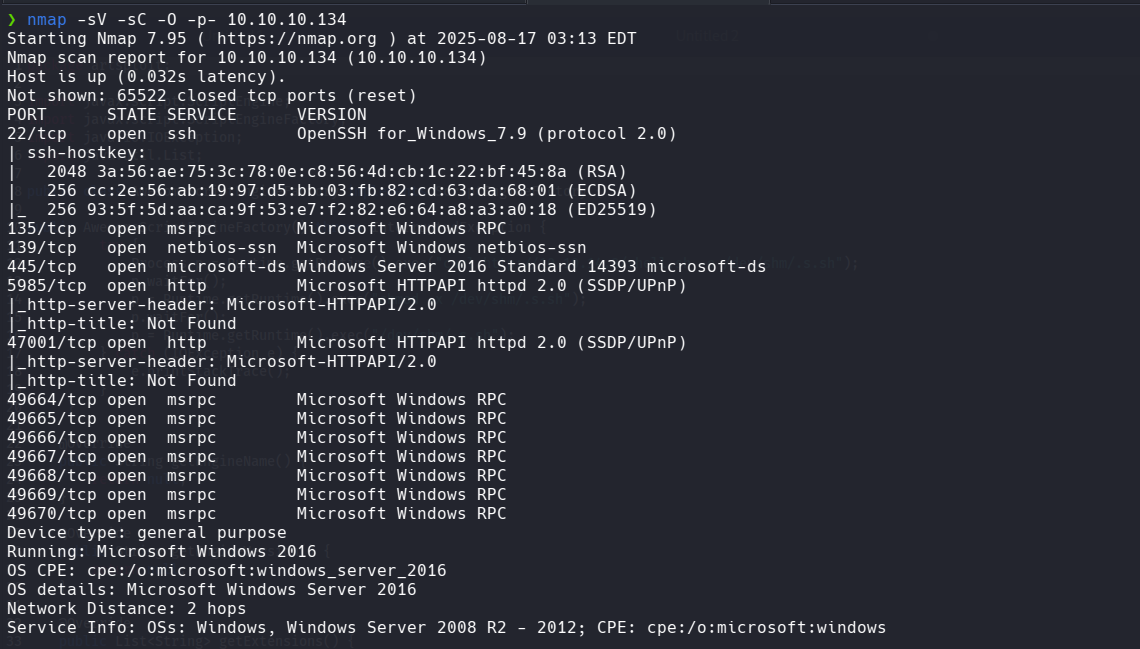 ❯ nmap -sV -sC -O -p- 10.10.10.134
Starting Nmap 7.95 ( https://nmap.org ) at 2025-08-17 03:13 EDT
Nmap scan report for 10.10.10.134 (10.10.10.134)
Host is up (0.032s latency).
Not shown: 65522 closed tcp ports (reset)
PORT      STATE SERVICE      VERSION
22/tcp    open  ssh          OpenSSH for_Windows_7.9 (protocol 2.0)
| ssh-hostkey:
|   2048 3a:56:ae:75:3c:78:0e:c8:56:4d:cb:1c:22:bf:45:8a (RSA)
|   256 cc:2e:56:ab:19:97:d5:bb:03:fb:82:cd:63:da:68:01 (ECDSA)
|_  256 93:5f:5d:aa:ca:9f:53:e7:f2:82:e6:64:a8:a3:a0:18 (ED25519)
135/tcp   open  msrpc        Microsoft Windows RPC
139/tcp   open  netbios-ssn  Microsoft Windows netbios-ssn
445/tcp   open  microsoft-ds Windows Server 2016 Standard 14393 microsoft-ds
5985/tcp  open  http         Microsoft HTTPAPI httpd 2.0 (SSDP/UPnP)
|_http-server-header: Microsoft-HTTPAPI/2.0
|_http-title: Not Found
47001/tcp open  http         Microsoft HTTPAPI httpd 2.0 (SSDP/UPnP)
|_http-server-header: Microsoft-HTTPAPI/2.0
|_http-title: Not Found
49664/tcp open  msrpc        Microsoft Windows RPC
49665/tcp open  msrpc        Microsoft Windows RPC
49666/tcp open  msrpc        Microsoft Windows RPC
49667/tcp open  msrpc        Microsoft Windows RPC
49668/tcp open  msrpc        Microsoft Windows RPC
49669/tcp open  msrpc        Microsoft Windows RPC
49670/tcp open  msrpc        Microsoft Windows RPC
Device type: general purpose
Running: Microsoft Windows 2016
OS CPE: cpe:/o:microsoft:windows_server_2016
OS details: Microsoft Windows Server 2016
Network Distance: 2 hops
Service Info: OSs: Windows, Windows Server 2008 R2 - 2012; CPE: cpe:/o:microsoft:windows